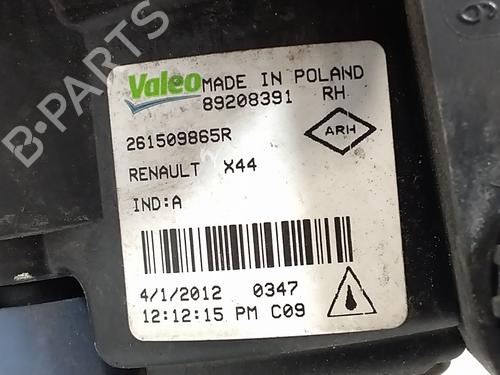 B-PARTS
Valeo MADE IN POLAND
89208391 RH
261509865R
ARH
RENAULT X44
IND:A
4/1/2012 0347
12:12:15 PM C09